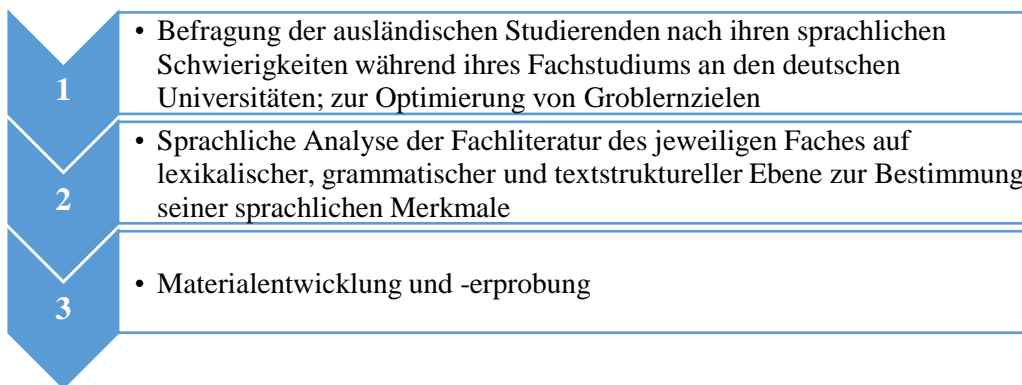 • Befragung der ausländischen Studierenden nach ihren sprachlichen
Schwierigkeiten während ihres Fachstudiums an den deutschen
1
Universitäten; zur Optimierung von Groblernzielen
• Sprachliche Analyse der Fachliteratur des jeweiligen Faches auf
lexikalischer, grammatischer und textstruktureller Ebene zur Bestimmung
2
seiner sprachlichen Merkmale
• Materialentwicklung und -erprobung
3